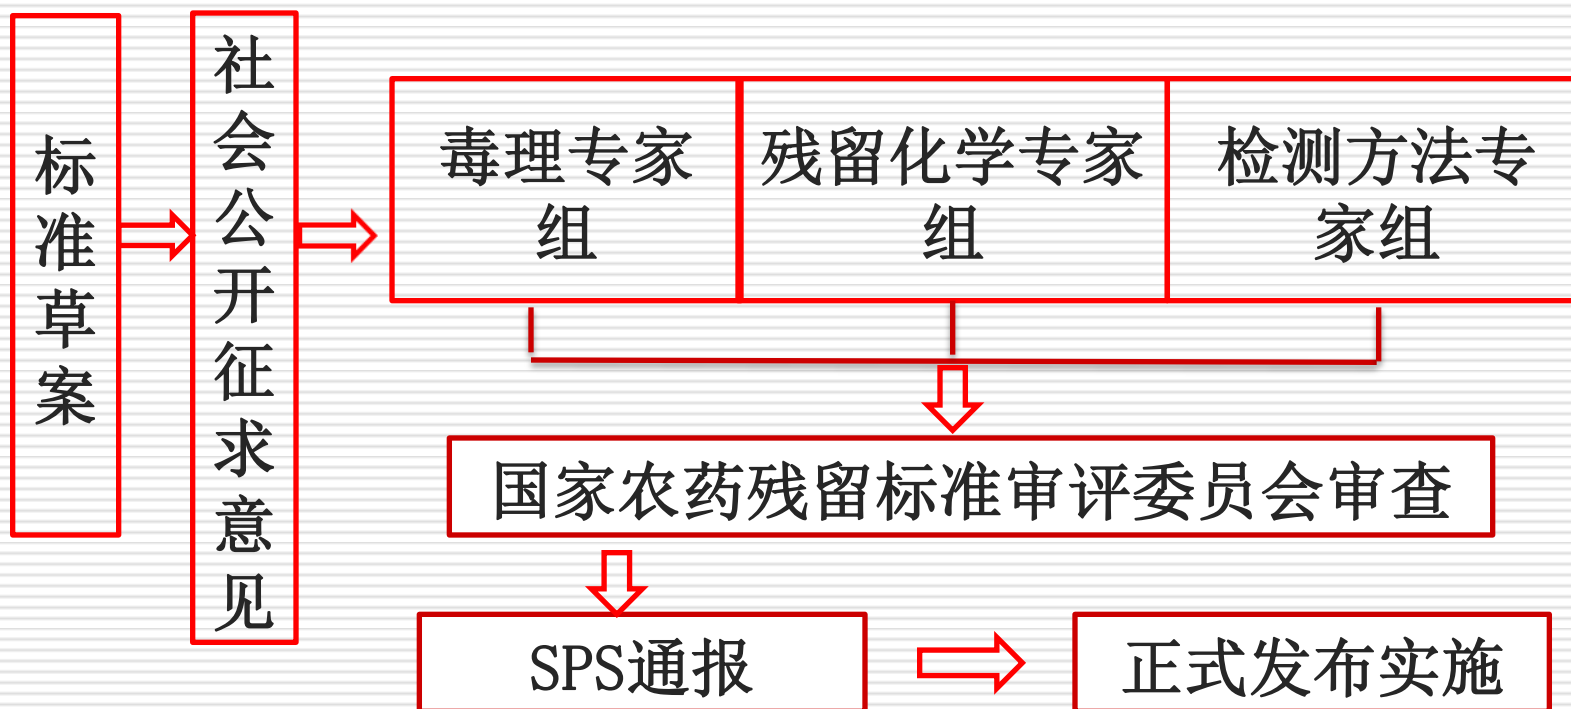 标准草案
社会公开征求意见
毒理专家
组
残留化学专家
组
检测方法专
家组
国家农药残留标准审评委员会审查
SPS通报
正式发布实施